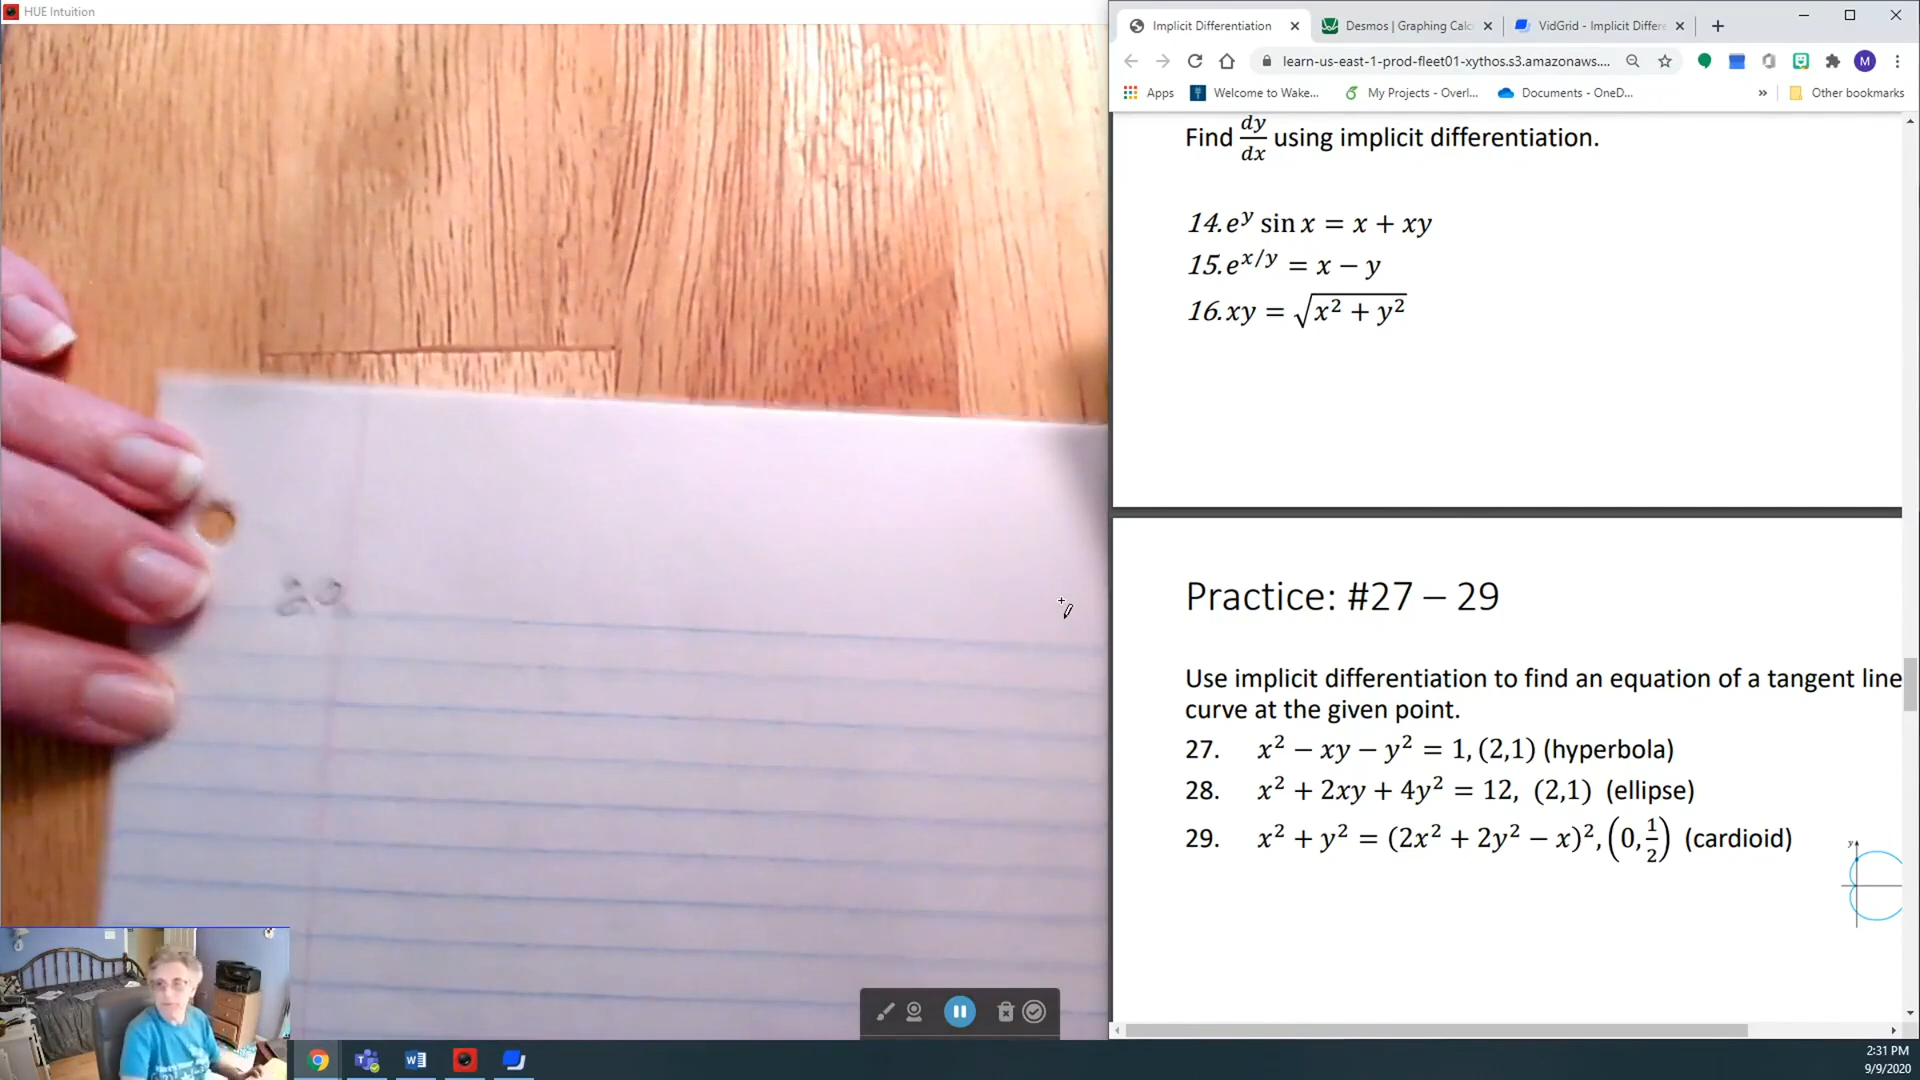 HUE Intuition
Implicit Differentiation
Desmos | Graphing Calc
VidGrid - Implicit Differe
learn-us-east-1-prod-fleet01-xythos.s3.amazonaws....
M
Apps
Welcome to Wake...
My Projects - Overl...
Documents - OneD...
»
Other bookmarks
Find dy/dx using implicit differentiation.
14. e^y sin x = x + xy
15. e^{x/y} = x − y
16. xy = √(x² + y²)
Practice: #27 – 29
Use implicit differentiation to find an equation of a tangent line
curve at the given point.
27. x² − xy − y² = 1, (2,1) (hyperbola)
28. x² + 2xy + 4y² = 12, (2,1) (ellipse)
29. x² + y² = (2x² + 2y² − x)², (0, 1/2) (cardioid)
y
2:31 PM
9/9/2020